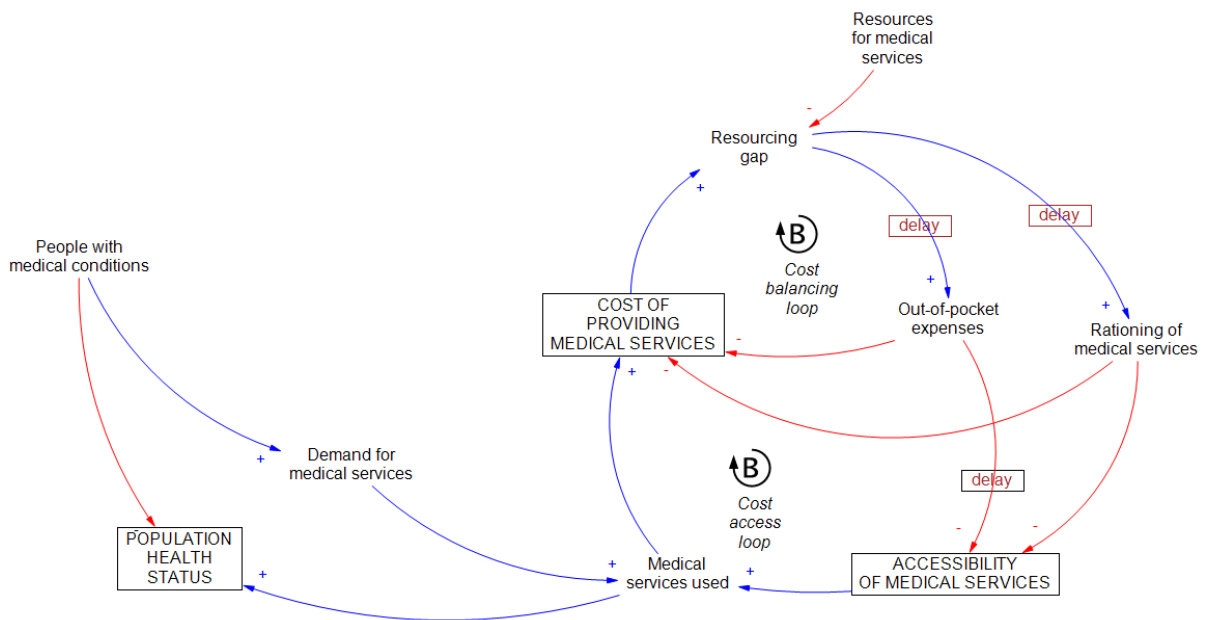 Resources
for medical
services
-
Resourcing
gap
+
delay
delay
People with
medical conditions
B
Cost
balancing
loop
+
+
COST OF
PROVIDING
MEDICAL SERVICES
Out-of-pocket
expenses
Rationing of
medical services
-
+
-
+
Demand for
medical services
B
Cost
access
loop
delay
-
POPULATION
HEALTH
STATUS
+
+
Medical
services used
+
-
-
ACCESSIBILITY
OF MEDICAL SERVICES